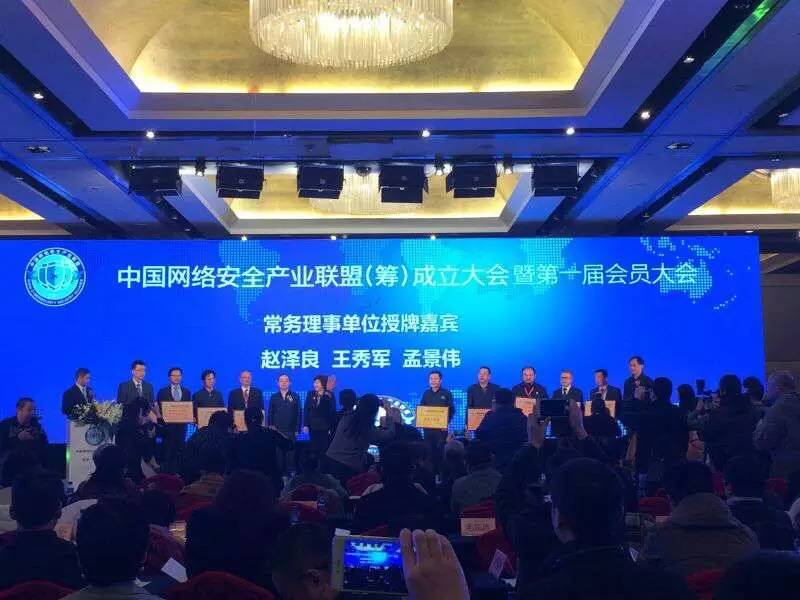 中国网络安全产业联盟(筹)成立大会暨第一届会员大会
常务理事单位授牌嘉宾
赵泽良 王秀军 孟景伟